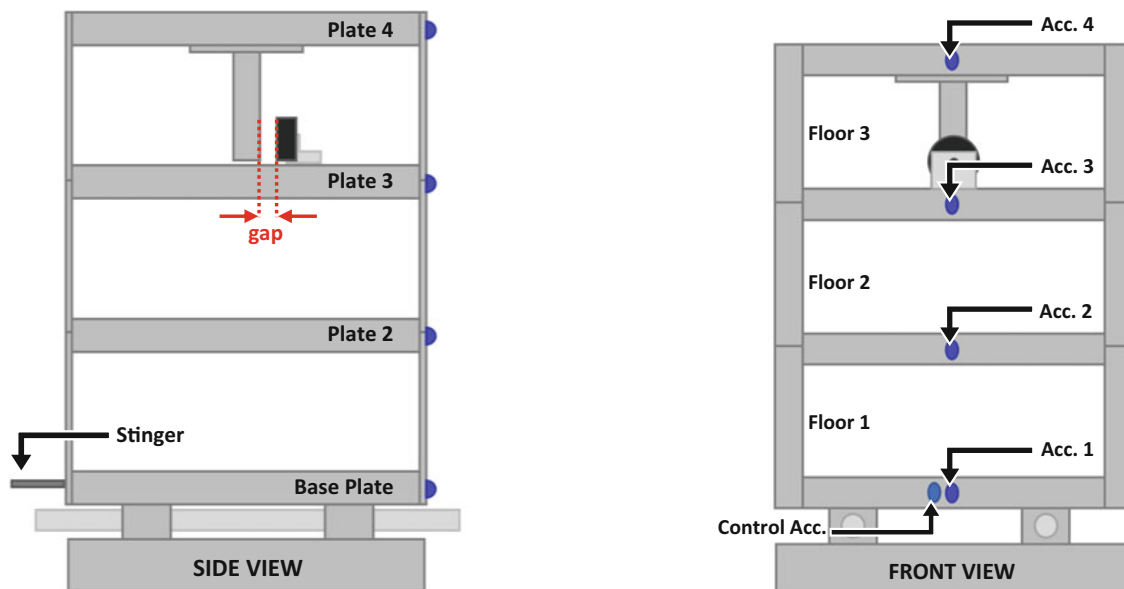 Plate 4
Plate 3
gap
Plate 2
Stinger
Base Plate
SIDE VIEW
Acc. 4
Floor 3
Acc. 3
Floor 2
Acc. 2
Floor 1
Acc. 1
Control Acc.
FRONT VIEW